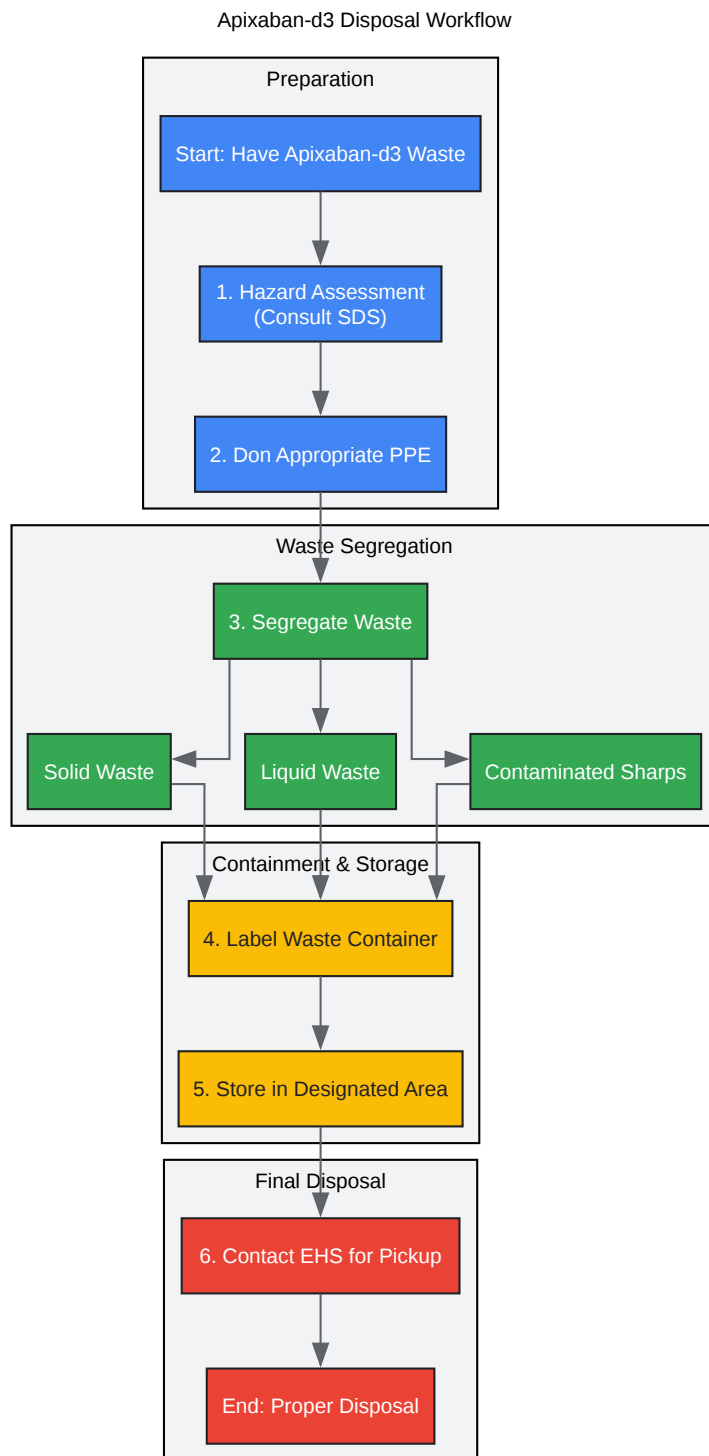 Apixaban-d3 Disposal Workflow
Preparation
Start: Have Apixaban-d3 Waste
1. Hazard Assessment
(Consult SDS)
2. Don Appropriate PPE
Waste Segregation
3. Segregate Waste
Solid Waste
Liquid Waste
Contaminated Sharps
Containment & Storage
4. Label Waste Container
5. Store in Designated Area
Final Disposal
6. Contact EHS for Pickup
End: Proper Disposal